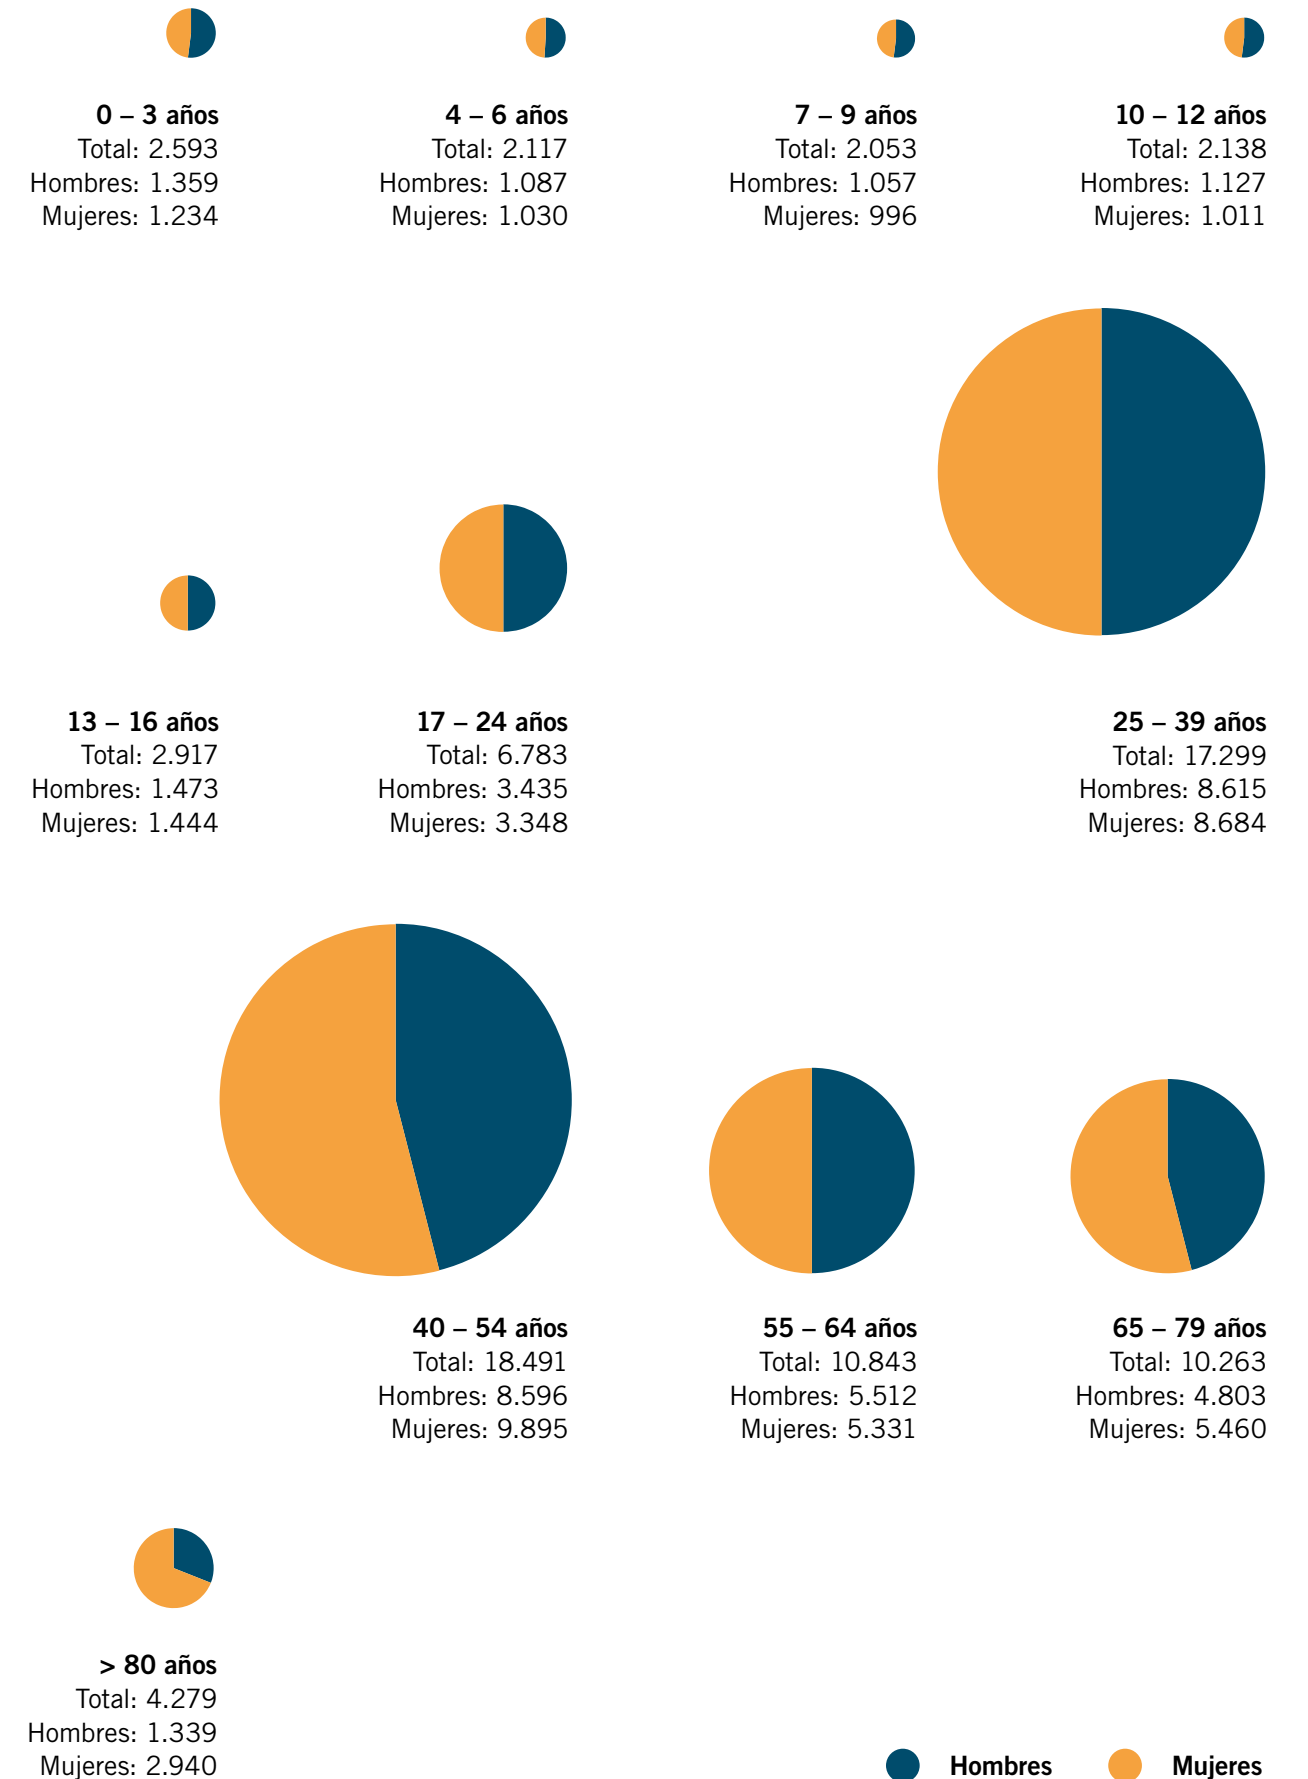 0 – 3 años
Total: 2.593
Hombres: 1.359
Mujeres: 1.234
4 – 6 años
Total: 2.117
Hombres: 1.087
Mujeres: 1.030
7 – 9 años
Total: 2.053
Hombres: 1.057
Mujeres: 996
10 – 12 años
Total: 2.138
Hombres: 1.127
Mujeres: 1.011
13 – 16 años
Total: 2.917
Hombres: 1.473
Mujeres: 1.444
17 – 24 años
Total: 6.783
Hombres: 3.435
Mujeres: 3.348
25 – 39 años
Total: 17.299
Hombres: 8.615
Mujeres: 8.684
40 – 54 años
Total: 18.491
Hombres: 8.596
Mujeres: 9.895
55 – 64 años
Total: 10.843
Hombres: 5.512
Mujeres: 5.331
65 – 79 años
Total: 10.263
Hombres: 4.803
Mujeres: 5.460
> 80 años
Total: 4.279
Hombres: 1.339
Mujeres: 2.940
Hombres
Mujeres